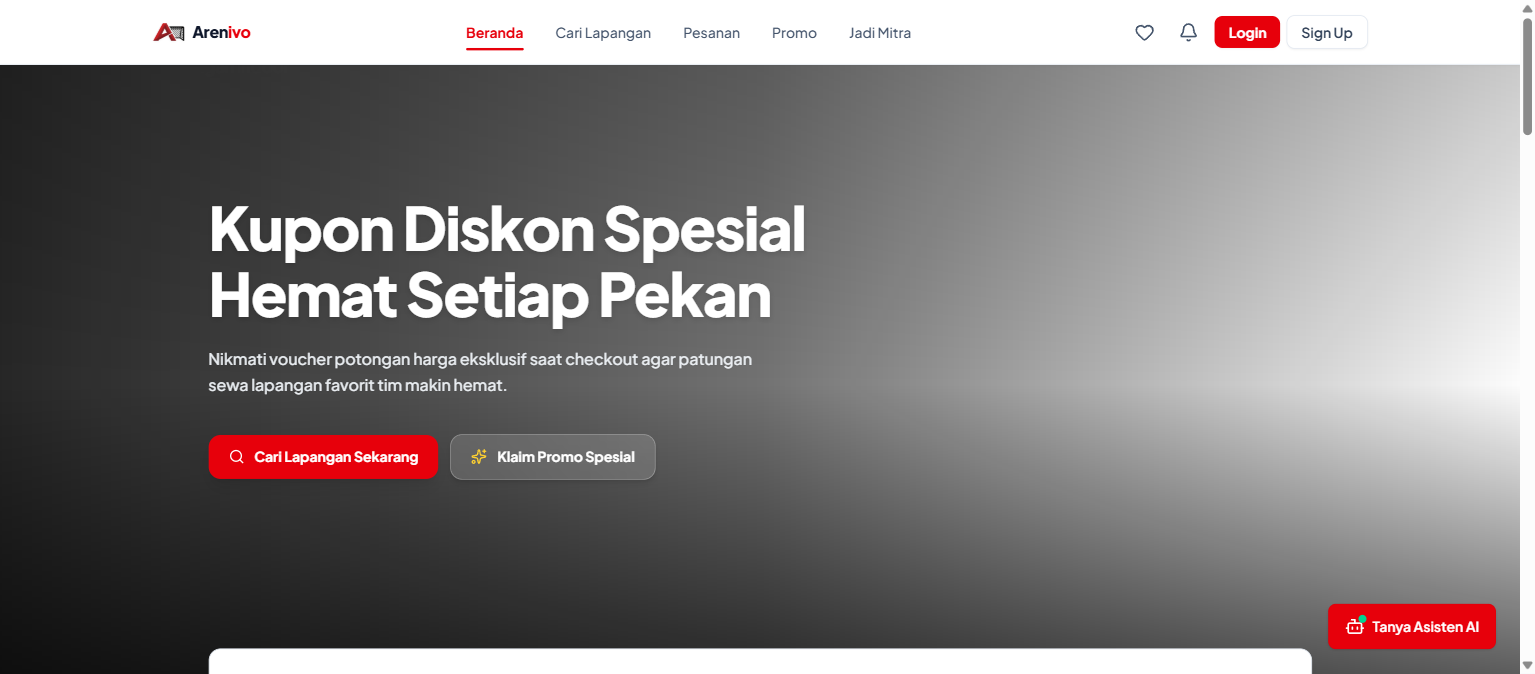 Arenivo
Beranda
Cari Lapangan
Pesanan
Promo
Jadi Mitra
Login
Sign Up
Kupon Diskon Spesial
Hemat Setiap Pekan
Nikmati voucher potongan harga eksklusif saat checkout agar patungan
sewa lapangan favorit tim makin hemat.
Cari Lapangan Sekarang
Klaim Promo Spesial
Tanya Asisten AI